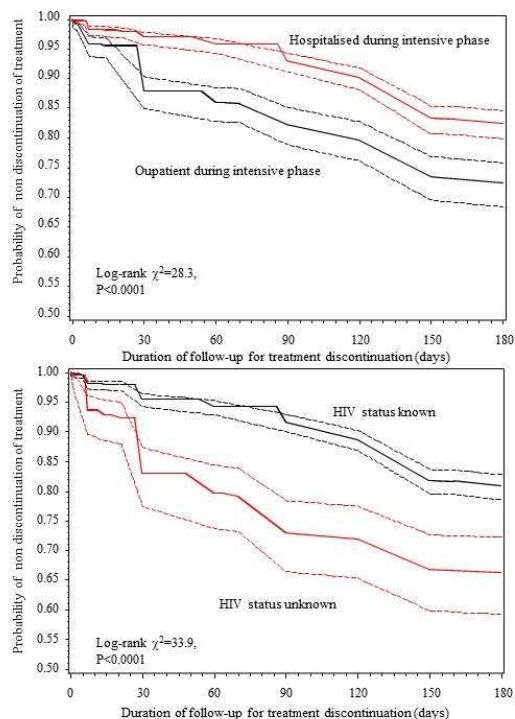 1.00
0.95
0.90
0.85
0.80
0.75
0.70
0.65
0.60
0.55
0.50
Probability of non discontinuation of treatment
Hospitalised during intensive phase
Oupatient during intensive phase
Log-rank χ²=28.3,
P<0.0001
0 30 60 90 120 150 180
Duration of follow-up for treatment discontinuation (days)
1.00
0.95
0.90
0.85
0.80
0.75
0.70
0.65
0.60
0.55
0.50
Probability of non discontinuation of treatment
HIV status known
HIV status unknown
Log-rank χ²=33.9,
P<0.0001
0 30 60 90 120 150 180
Duration of follow-up for treatment discontinuation (days)